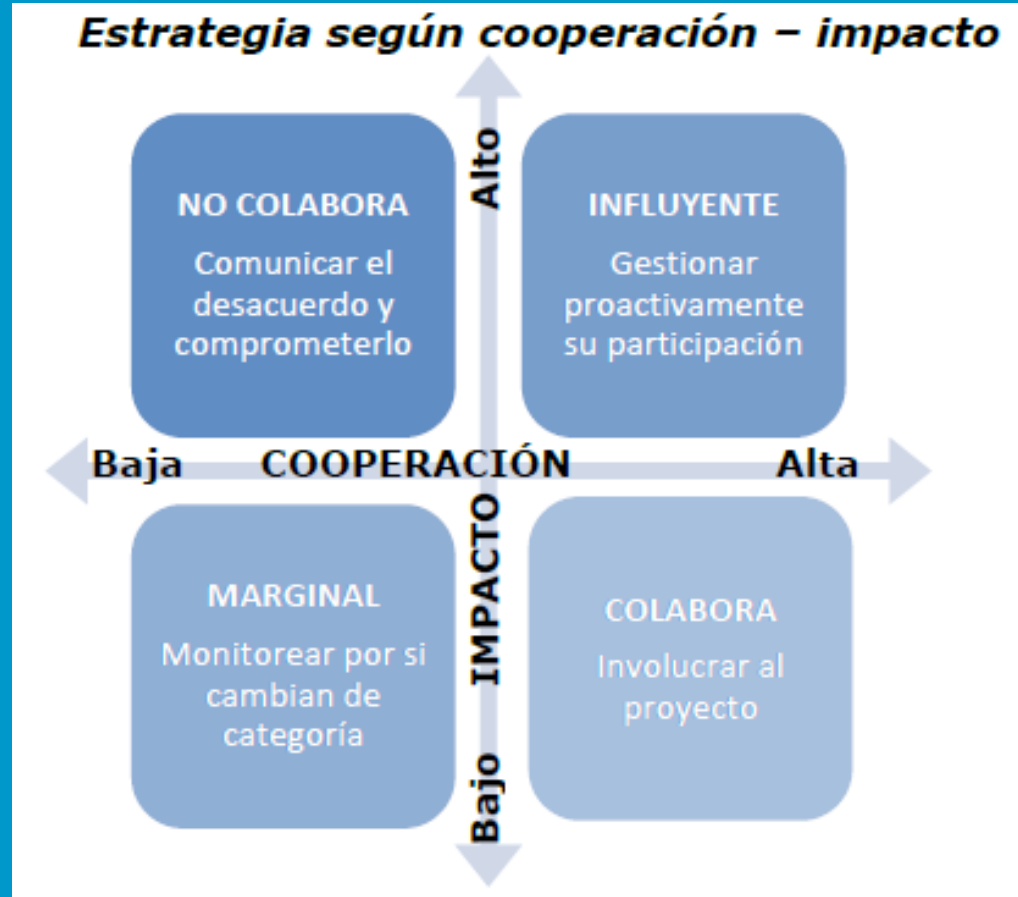 Estrategia según cooperación – impacto
Alto
NO COLABORA
Comunicar el
desacuerdo y
comprometerlo
INFLUYENTE
Gestionar
proactivamente
su participación
Baja
COOPERACIÓN
Alta
IMPACTO
MARGINAL
Monitorear por si
cambian de
categoría
COLABORA
Involucrar al
proyecto
Bajo